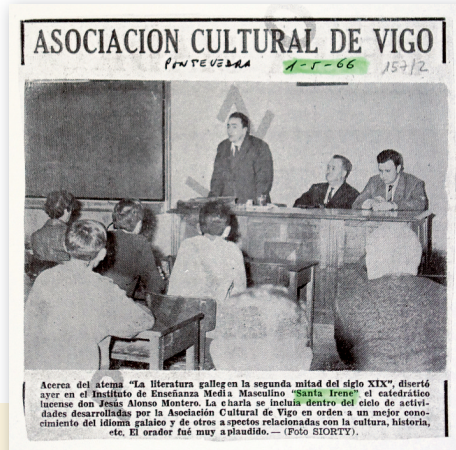 ASOCIACION CULTURAL DE VIGO
PONTEVEDRA 1-5-66 157/2
Acerca del atema "La literatura gallegen la segunda mitad del siglo XIX", disertó
ayer en el Instituto de Enseñanza Media Masculino "Santa Irene" el catedrático
lucense don Jesús Alonso Montero. La charla se incluía dentro del ciclo de activi-
dades desarrolladas por la Asociación Cultural de Vigo en orden a un mejor cono-
cimiento del idioma galaico y de otros aspectos relacionados con la cultura, historia,
etc. El orador fué muy aplaudido. — (Foto SIORTY).